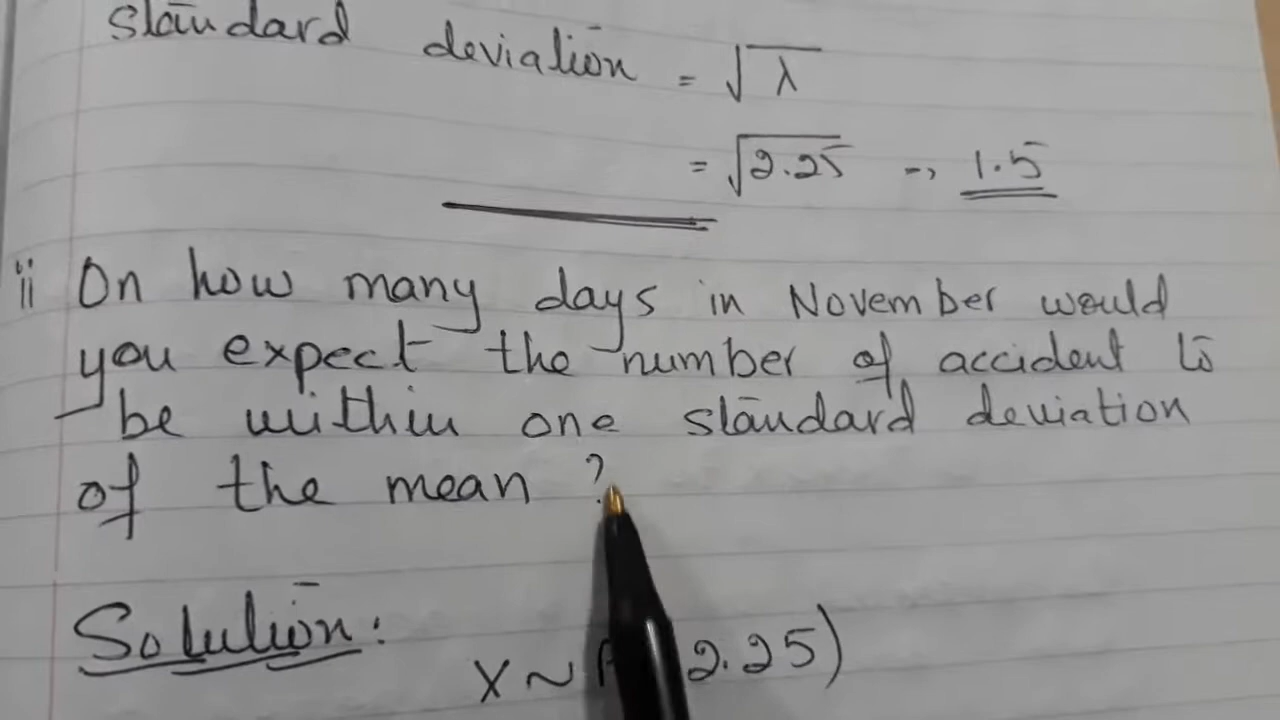 standard deviation = √λ
= √2.25 → 1.5
ii On how many days in November would
you expect the number of accident to
be within one standard deviation
of the mean ?
Solution:
X ~ 2.25)